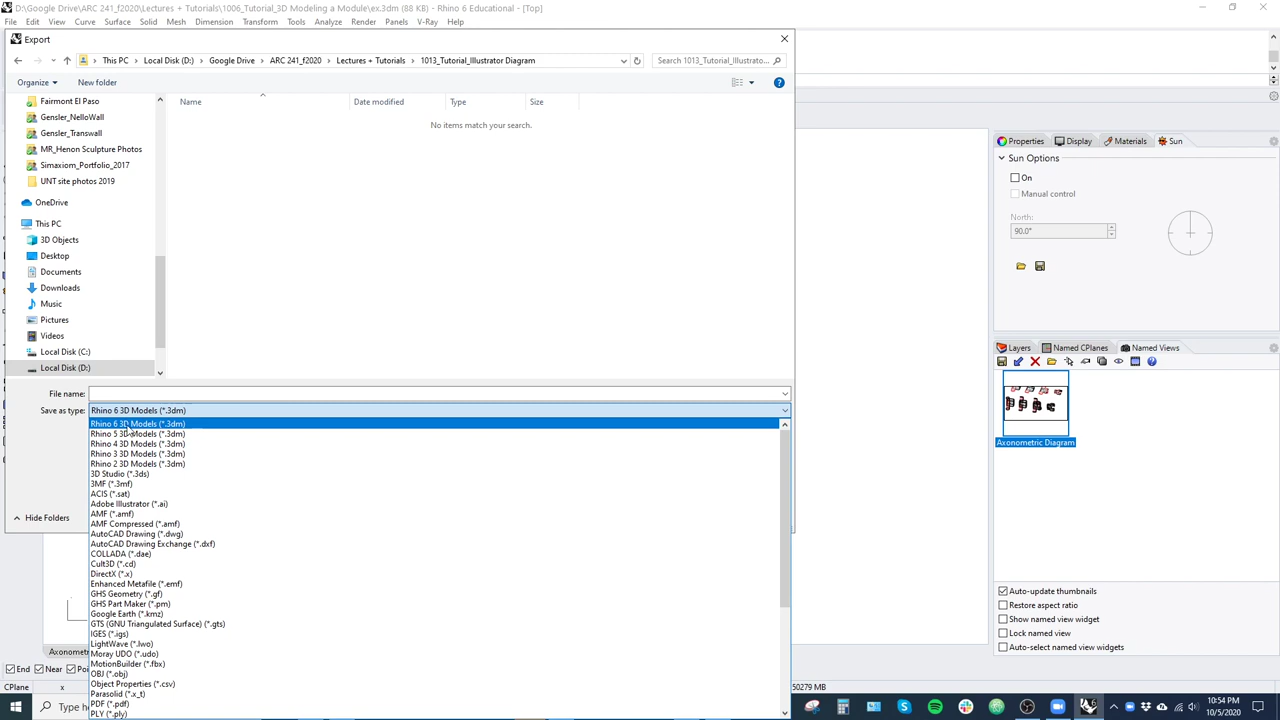 D:\Google Drive\ARC 241_f2020\Lectures + Tutorials\1006_Tutorial_3D Modeling a Module\ex.3dm (88 KB) - Rhino 6 Educational - [Top]
File Edit View Curve Surface Solid Mesh Dimension Transform Tools Analyze Render Panels V-Ray Help
Export
This PC > Local Disk (D:) > Google Drive > ARC 241_f2020 > Lectures + Tutorials > 1013_Tutorial_Illustrator Diagram
Search 1013_Tutorial_Illustrato...
Organize
New folder
Fairmont El Paso
Gensler_NelloWall
Gensler_Transwall
MR_Henon Sculpture Photos
Simaxiom_Portfolio_2017
UNT site photos 2019
OneDrive
This PC
3D Objects
Desktop
Documents
Downloads
Music
Pictures
Videos
Local Disk (C:)
Local Disk (D:)
Name Date modified Type Size
No items match your search.
File name:
Save as type: Rhino 6 3D Models (*.3dm)
Rhino 6 3D Models (*.3dm)
Rhino 5 3D Models (*.3dm)
Rhino 4 3D Models (*.3dm)
Rhino 3 3D Models (*.3dm)
Rhino 2 3D Models (*.3dm)
3D Studio (*.3ds)
3MF (*.3mf)
ACIS (*.sat)
Adobe Illustrator (*.ai)
AMF (*.amf)
AMF Compressed (*.amf)
AutoCAD Drawing (*.dwg)
AutoCAD Drawing Exchange (*.dxf)
COLLADA (*.dae)
Cult3D (*.cd)
DirectX (*.x)
Enhanced Metafile (*.emf)
GHS Geometry (*.gf)
GHS Part Maker (*.pm)
Google Earth (*.kmz)
GTS (GNU Triangulated Surface) (*.gts)
IGES (*.igs)
LightWave (*.lwo)
Moray UDO (*.udo)
MotionBuilder (*.fbx)
OBJ (*.obj)
Object Properties (*.csv)
Parasolid (*.x_t)
PDF (*.pdf)
PLY (*.ply)
Hide Folders
Properties Display Materials Sun
Sun Options
On
Manual control
North:
90.0°
Layers Named CPlanes Named Views
Axonometric Diagram
Auto-update thumbnails
Restore aspect ratio
Show named view widget
Lock named view
Auto-select named view widgets
End Near
CPlane x
50279 MB
10:54 PM
10/5/2020